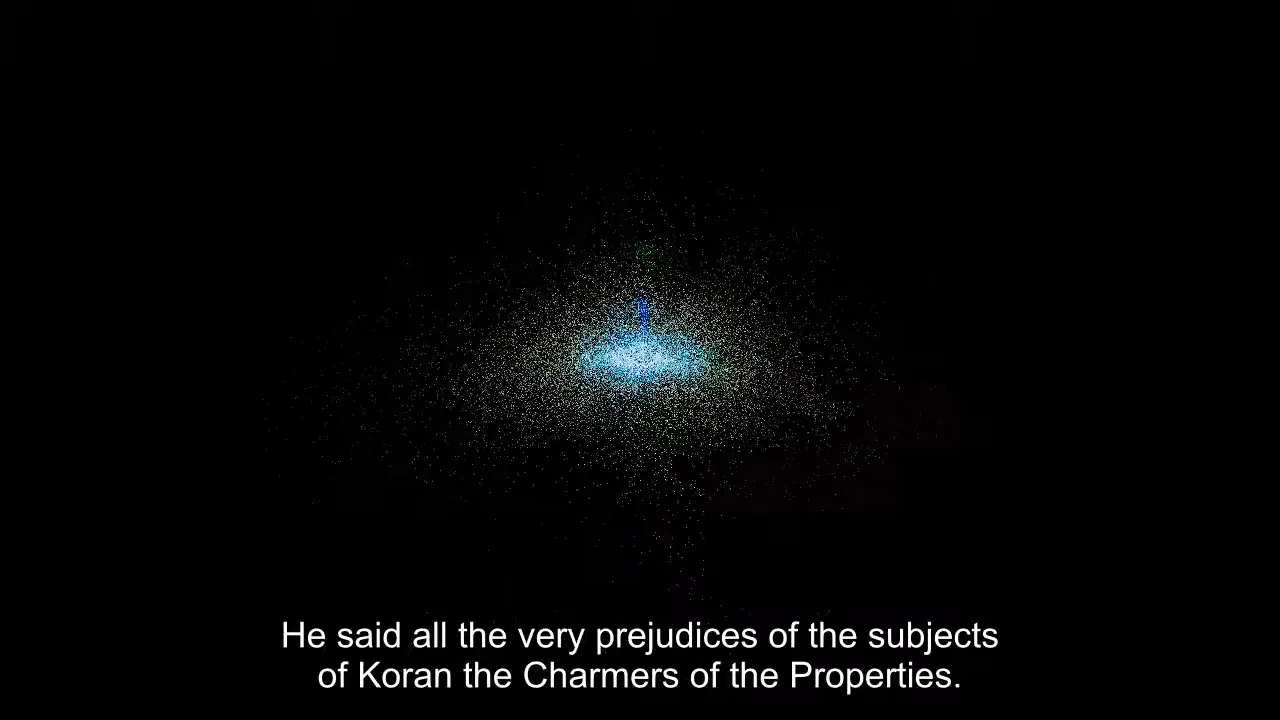 He said all the very prejudices of the subjects
of Koran the Charmers of the Properties.